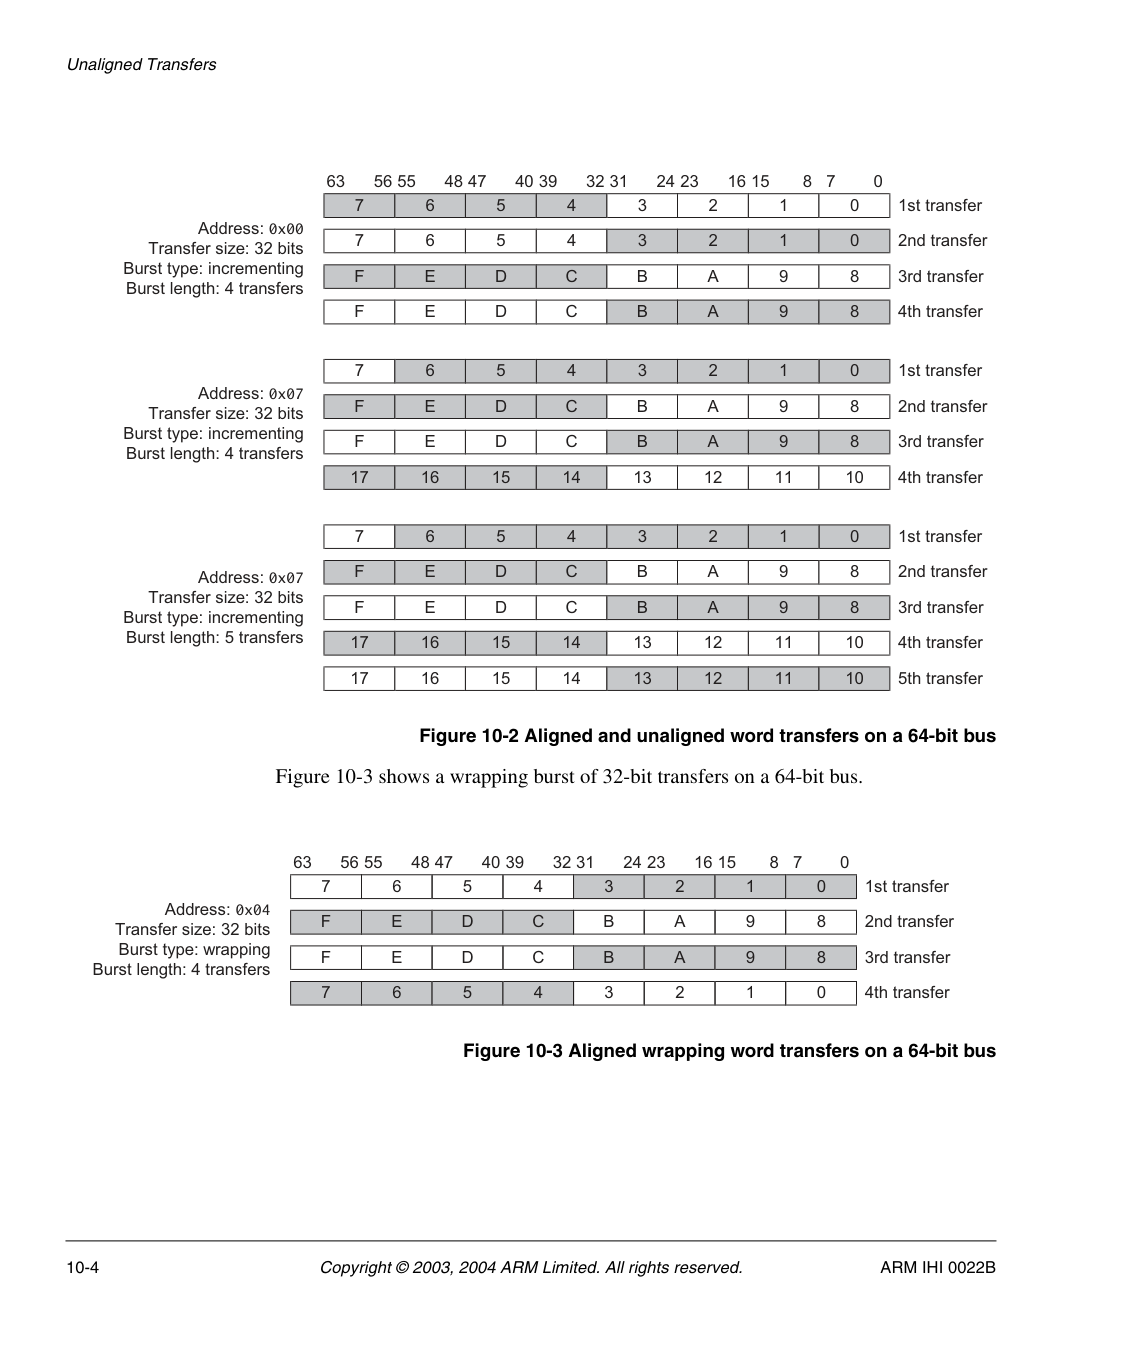 Unaligned Transfers
63 56 55 48 47 40 39 32 31 24 23 16 15 8 7 0
Address: 0x00
Transfer size: 32 bits
Burst type: incrementing
Burst length: 4 transfers
7 6 5 4 3 2 1 0 1st transfer
7 6 5 4 3 2 1 0 2nd transfer
F E D C B A 9 8 3rd transfer
F E D C B A 9 8 4th transfer
Address: 0x07
Transfer size: 32 bits
Burst type: incrementing
Burst length: 4 transfers
7 6 5 4 3 2 1 0 1st transfer
F E D C B A 9 8 2nd transfer
F E D C B A 9 8 3rd transfer
17 16 15 14 13 12 11 10 4th transfer
Address: 0x07
Transfer size: 32 bits
Burst type: incrementing
Burst length: 5 transfers
7 6 5 4 3 2 1 0 1st transfer
F E D C B A 9 8 2nd transfer
F E D C B A 9 8 3rd transfer
17 16 15 14 13 12 11 10 4th transfer
17 16 15 14 13 12 11 10 5th transfer
Figure 10-2 Aligned and unaligned word transfers on a 64-bit bus
Figure 10-3 shows a wrapping burst of 32-bit transfers on a 64-bit bus.
63 56 55 48 47 40 39 32 31 24 23 16 15 8 7 0
Address: 0x04
Transfer size: 32 bits
Burst type: wrapping
Burst length: 4 transfers
7 6 5 4 3 2 1 0 1st transfer
F E D C B A 9 8 2nd transfer
F E D C B A 9 8 3rd transfer
7 6 5 4 3 2 1 0 4th transfer
Figure 10-3 Aligned wrapping word transfers on a 64-bit bus
10-4 Copyright © 2003, 2004 ARM Limited. All rights reserved. ARM IHI 0022B